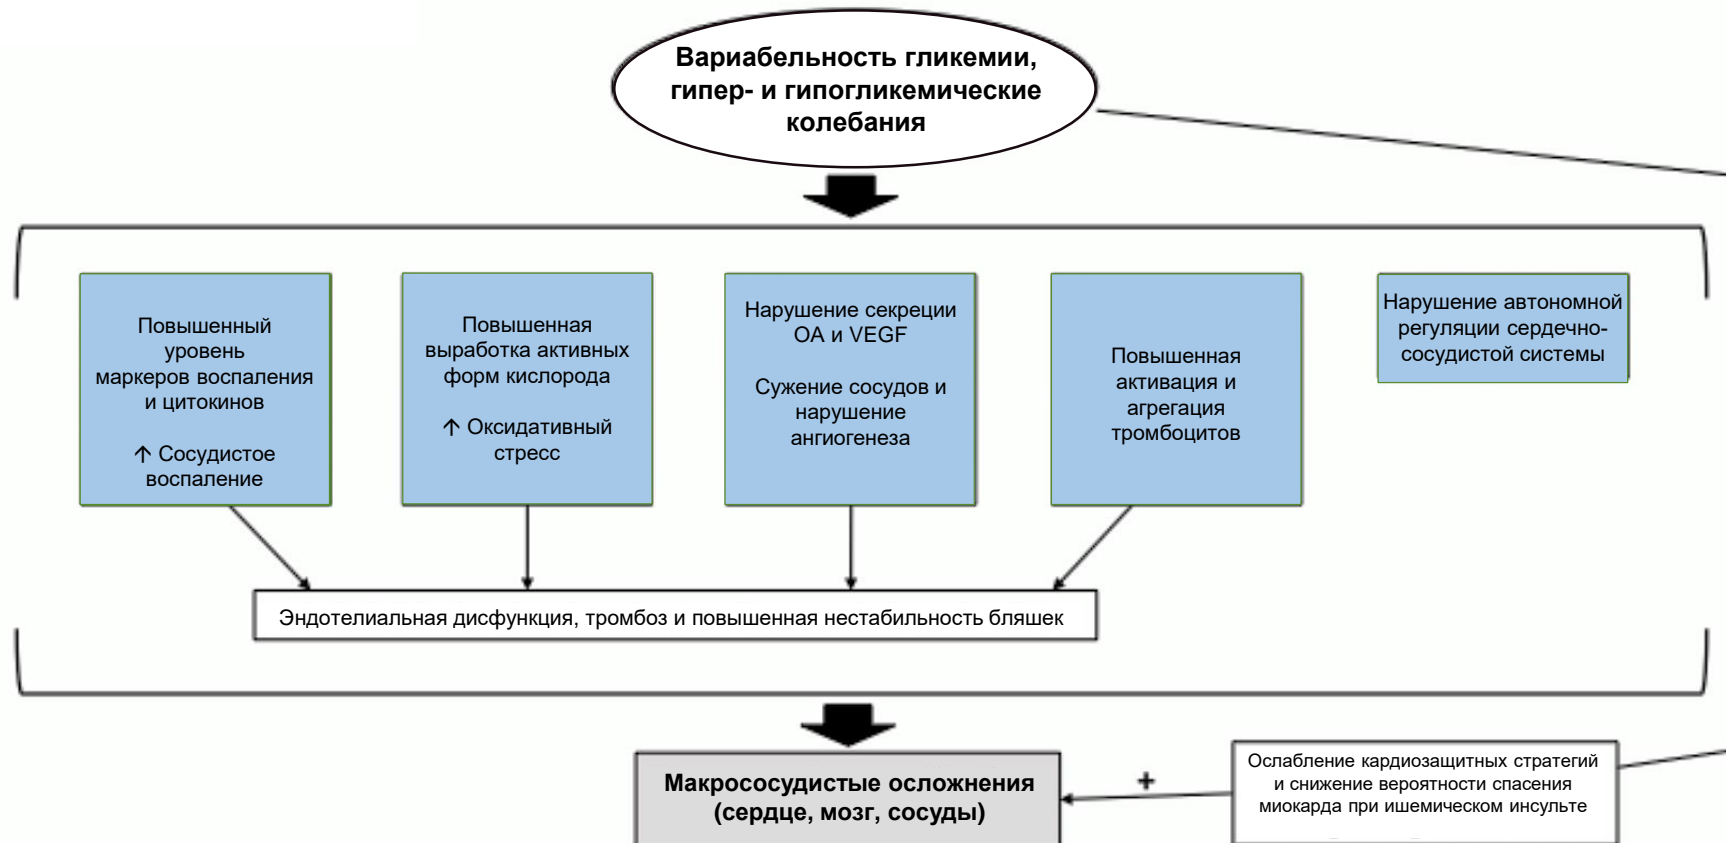 Вариабельность гликемии,
гипер- и гипогликемические
колебания
Повышенный
уровень
маркеров воспаления
и цитокинов
↑ Сосудистое
воспаление
Повышенная
выработка активных
форм кислорода
↑ Оксидативный
стресс
Нарушение секреции
ОА и VEGF
Сужение сосудов и
нарушение
ангиогенеза
Повышенная
активация и
агрегация
тромбоцитов
Нарушение автономной
регуляции сердечно-
сосудистой системы
Эндотелиальная дисфункция, тромбоз и повышенная нестабильность бляшек
Макрососудистые осложнения
(сердце, мозг, сосуды)
+
Ослабление кардиозащитных стратегий
и снижение вероятности спасения
миокарда при ишемическом инсульте